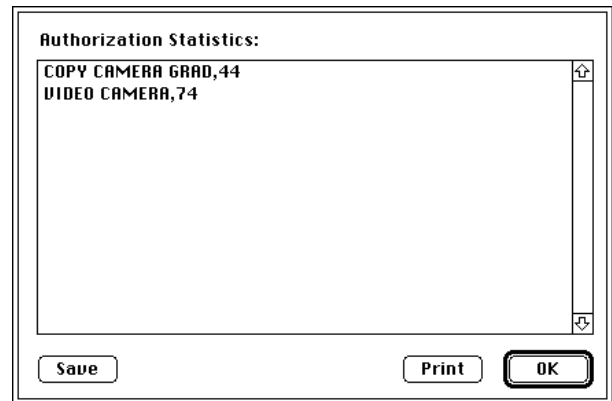 Authorization Statistics:
COPY CAMERA GRAD,44
VIDEO CAMERA,74
Save
Print
OK